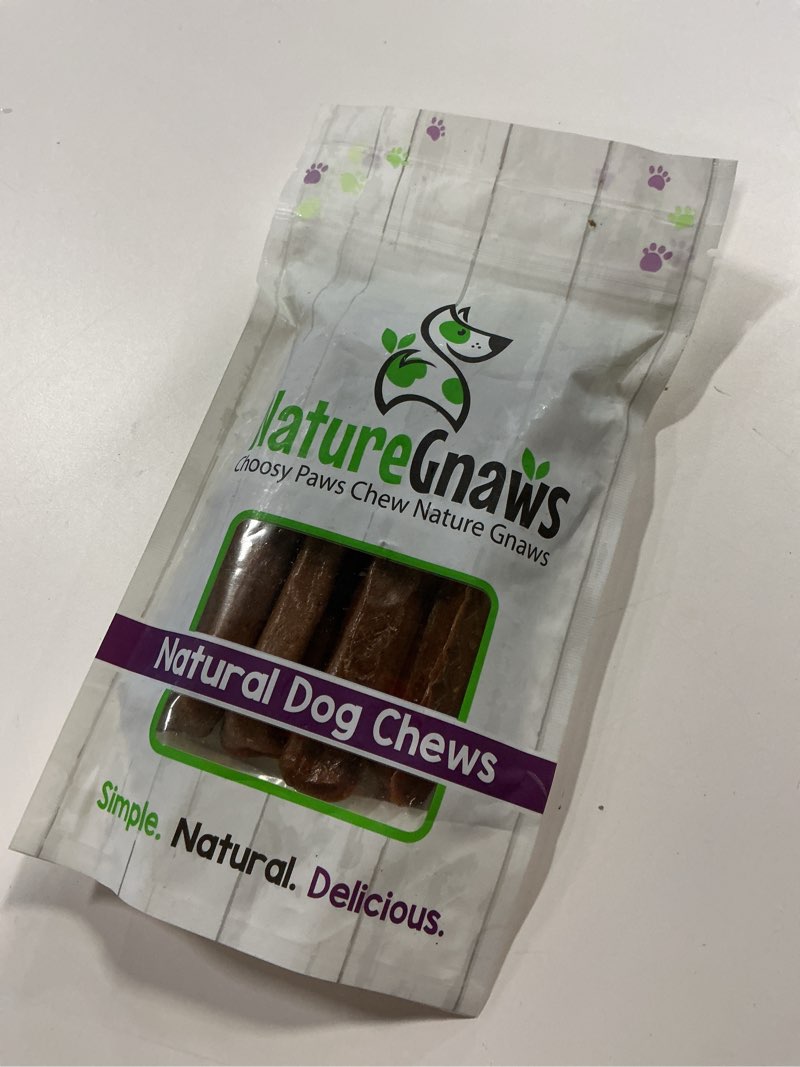 NatureGnaws
Choosy Paws Chew Nature Gnaws
Natural Dog Chews
Simple. Natural. Delicious.